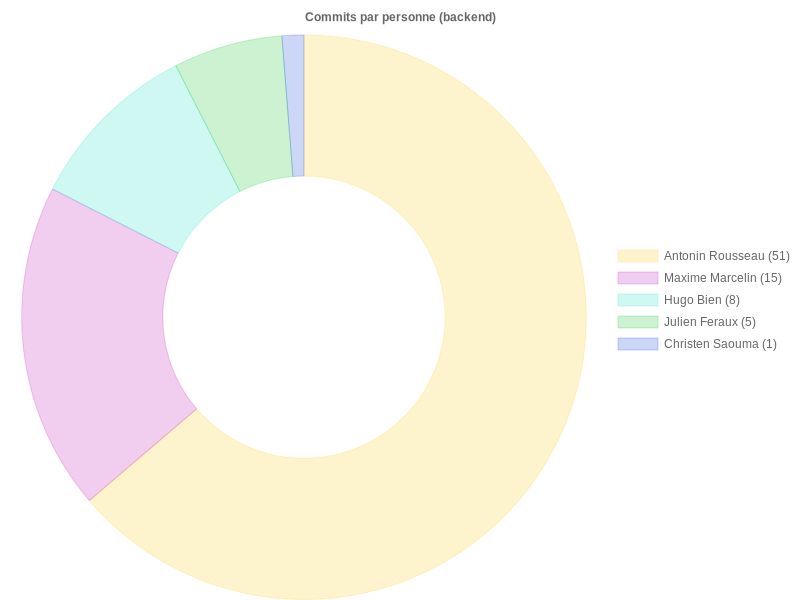 Commits par personne (backend)
Antonin Rousseau (51)
Maxime Marcelin (15)
Hugo Bien (8)
Julien Feraux (5)
Christen Saouma (1)